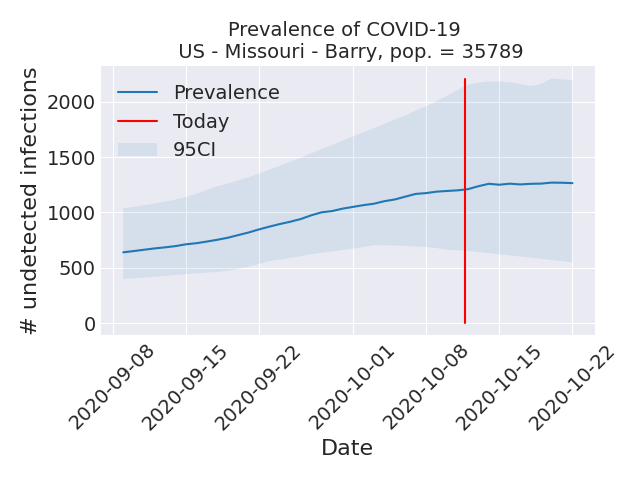 Prevalence of COVID-19
US - Missouri - Barry, pop. = 35789
# undetected infections
2000
1500
1000
500
0
Prevalence
Today
95CI
2020-09-08
2020-09-15
2020-09-22
2020-10-01
2020-10-08
2020-10-15
2020-10-22
Date